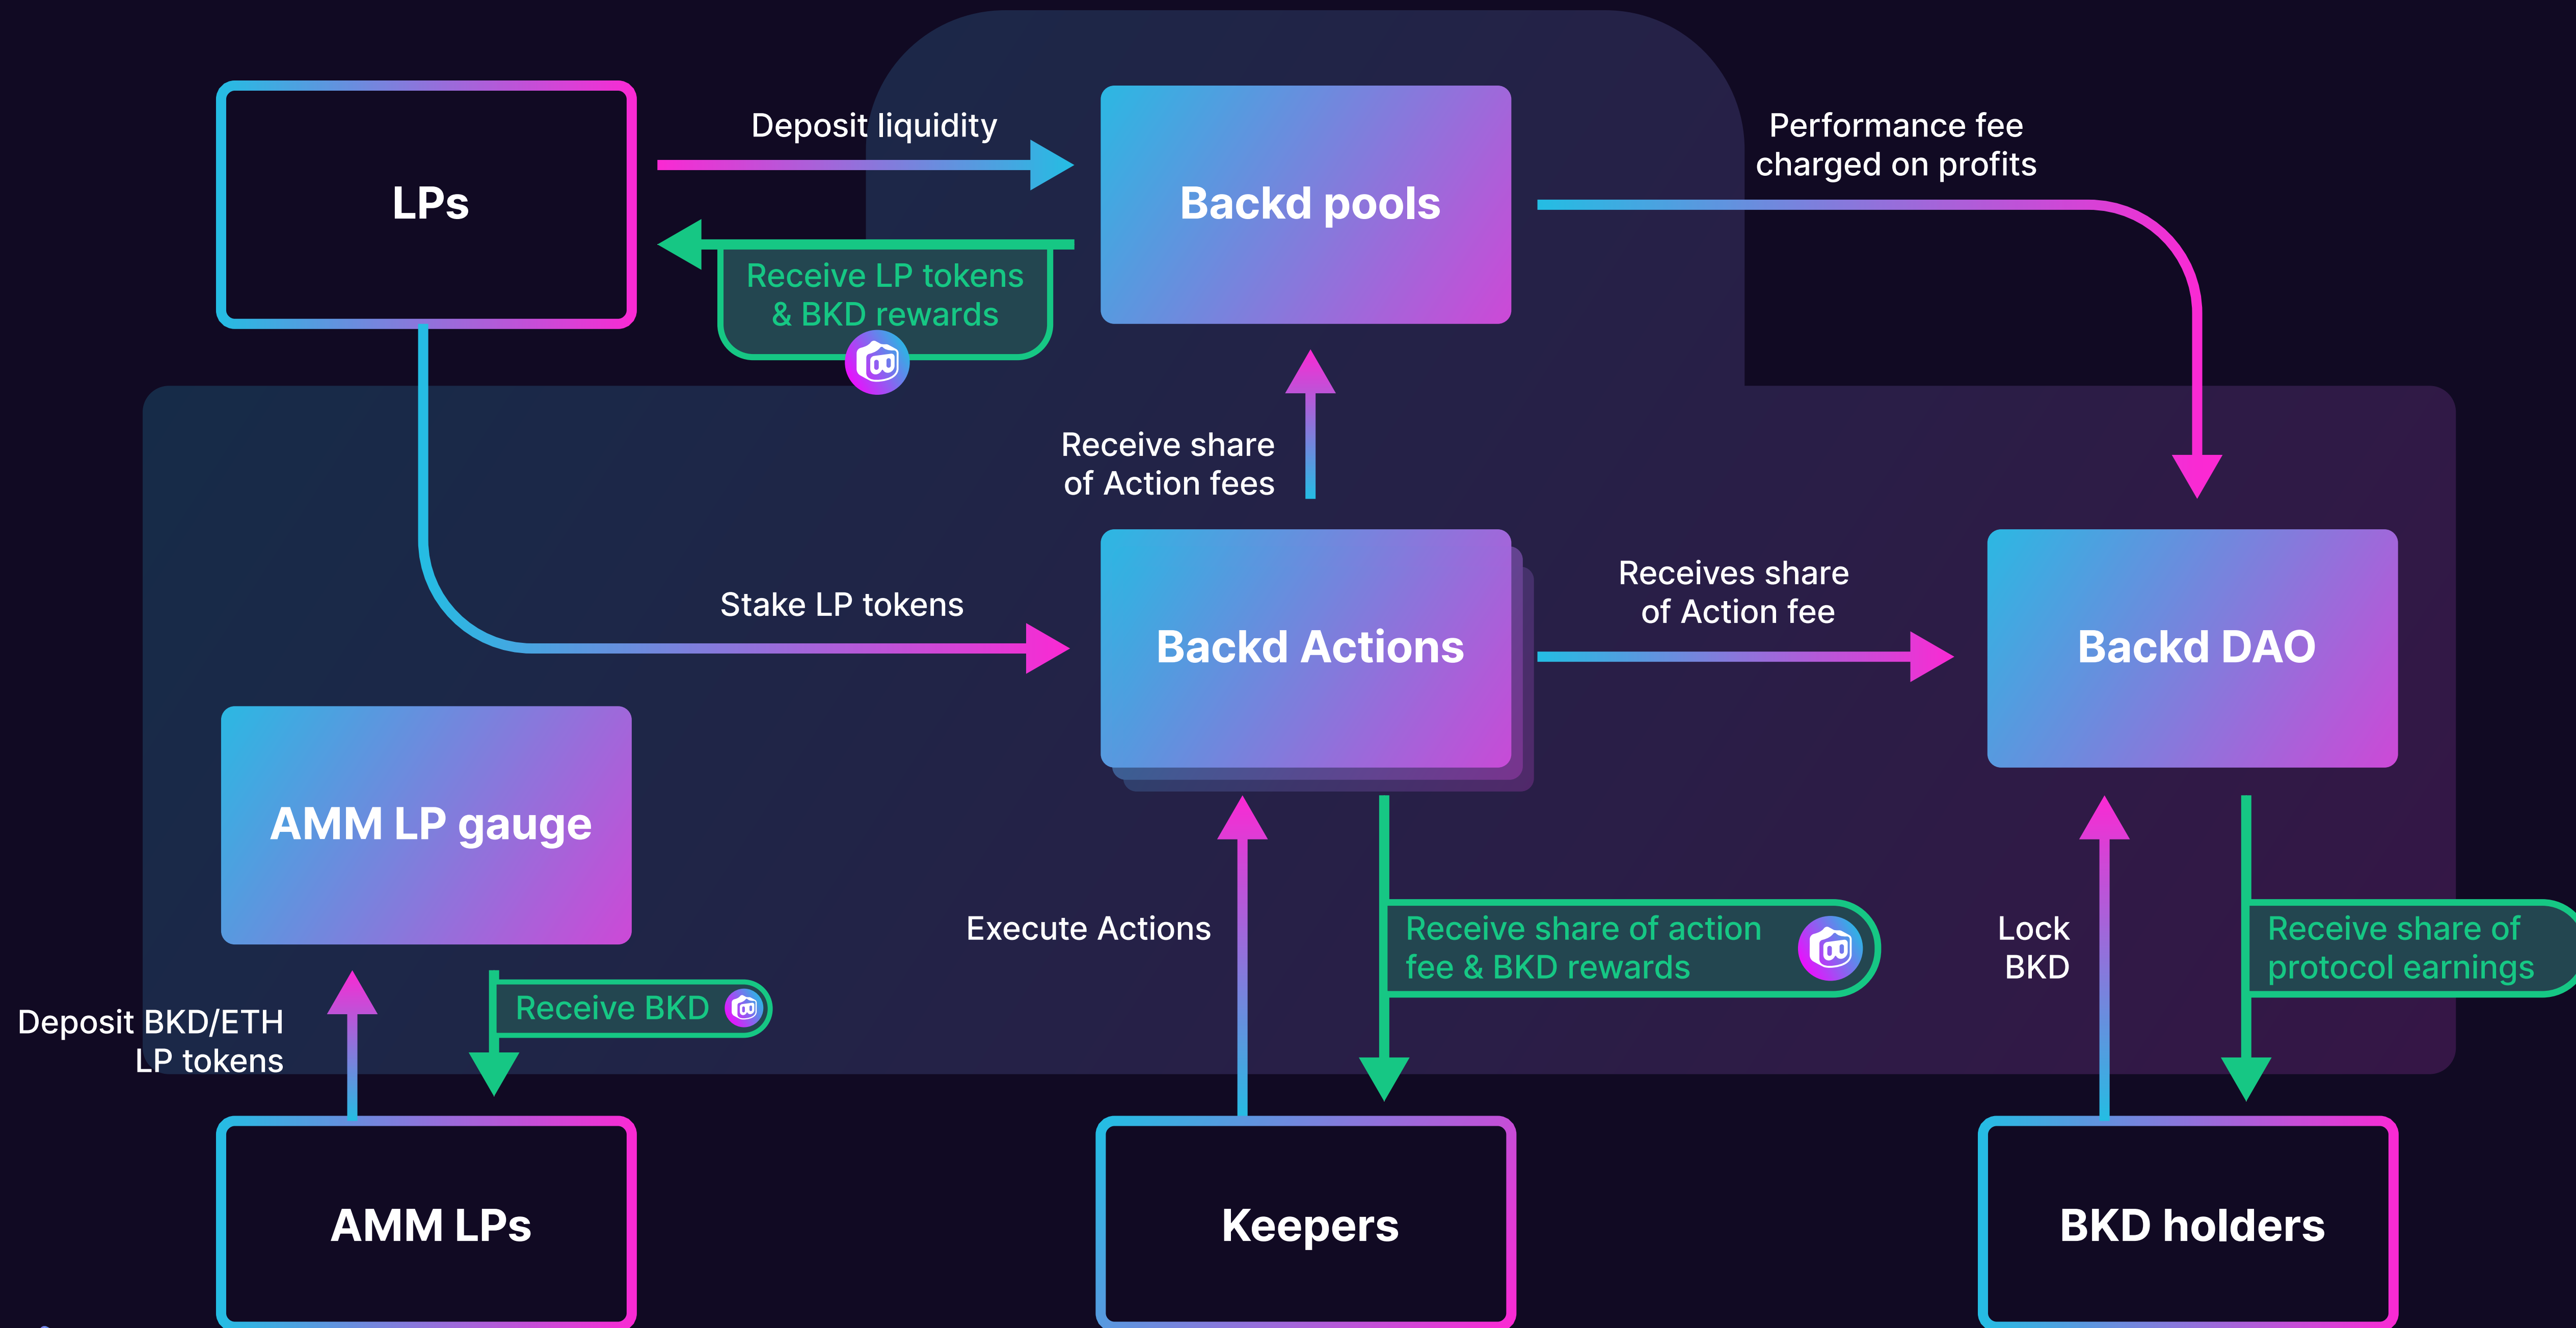 LPs
Deposit liquidity
Receive LP tokens
& BKD rewards
Backd pools
Performance fee
charged on profits
Receive share
of Action fees
Stake LP tokens
Backd Actions
Receives share
of Action fee
Backd DAO
AMM LP gauge
Deposit BKD/ETH
LP tokens
Receive BKD
Execute Actions
Receive share of action
fee & BKD rewards
Lock
BKD
Receive share of
protocol earnings
AMM LPs
Keepers
BKD holders